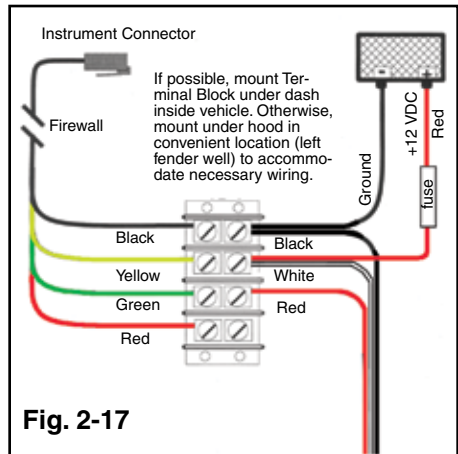 Instrument Connector
If possible, mount Ter-
minal Block under dash
inside vehicle. Otherwise,
mount under hood in
convenient location (left
fender well) to accommo-
date necessary wiring.
Firewall
-
+
+12 VDC
Red
Ground
fuse
Black
Black
Yellow
White
Green
Red
Red
Fig. 2-17